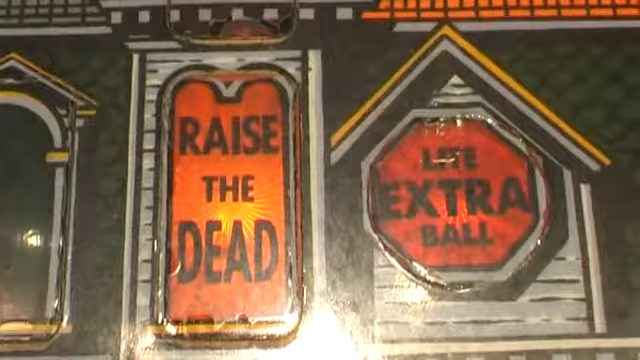 RAISE
THE
DEAD
LITE
EXTRA
BALL